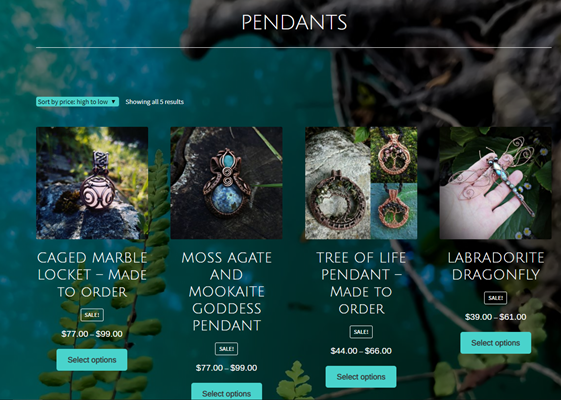 PENDANTS
Sort by price: high to low ▼
Showing all 5 results
CAGED MARBLE
LOCKET – MADE
TO ORDER
SALE!
$77.00 – $99.00
Select options
MOSS AGATE
AND
MOOKAITE
GODDESS
PENDANT
SALE!
$77.00 – $99.00
Select options
TREE OF LIFE
PENDANT –
MADE TO
ORDER
SALE!
$44.00 – $66.00
Select options
LABRADORITE
DRAGONFLY
SALE!
$39.00 – $61.00
Select options